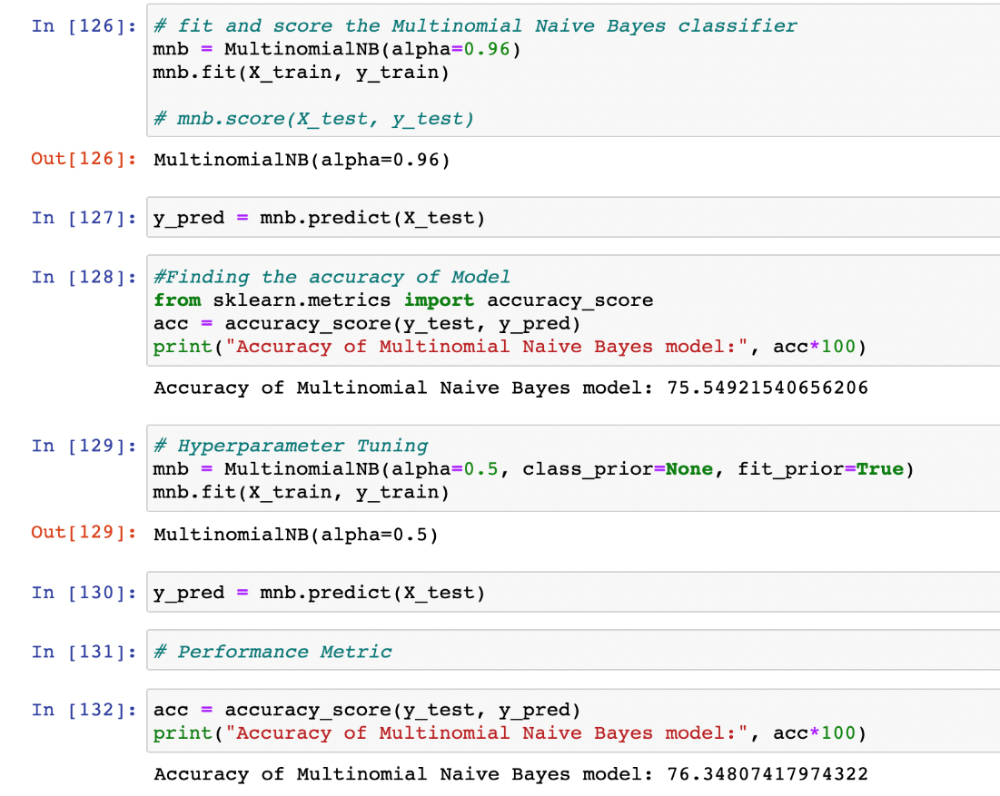 In [126]: # fit and score the Multinomial Naive Bayes classifier
mnb = MultinomialNB(alpha=0.96)
mnb.fit(X_train, y_train)
# mnb.score(X_test, y_test)
Out[126]: MultinomialNB(alpha=0.96)
In [127]: y_pred = mnb.predict(X_test)
In [128]: #Finding the accuracy of Model
from sklearn.metrics import accuracy_score
acc = accuracy_score(y_test, y_pred)
print("Accuracy of Multinomial Naive Bayes model:", acc*100)
Accuracy of Multinomial Naive Bayes model: 75.54921540656206
In [129]: # Hyperparameter Tuning
mnb = MultinomialNB(alpha=0.5, class_prior=None, fit_prior=True)
mnb.fit(X_train, y_train)
Out[129]: MultinomialNB(alpha=0.5)
In [130]: y_pred = mnb.predict(X_test)
In [131]: # Performance Metric
In [132]: acc = accuracy_score(y_test, y_pred)
print("Accuracy of Multinomial Naive Bayes model:", acc*100)
Accuracy of Multinomial Naive Bayes model: 76.34807417974322